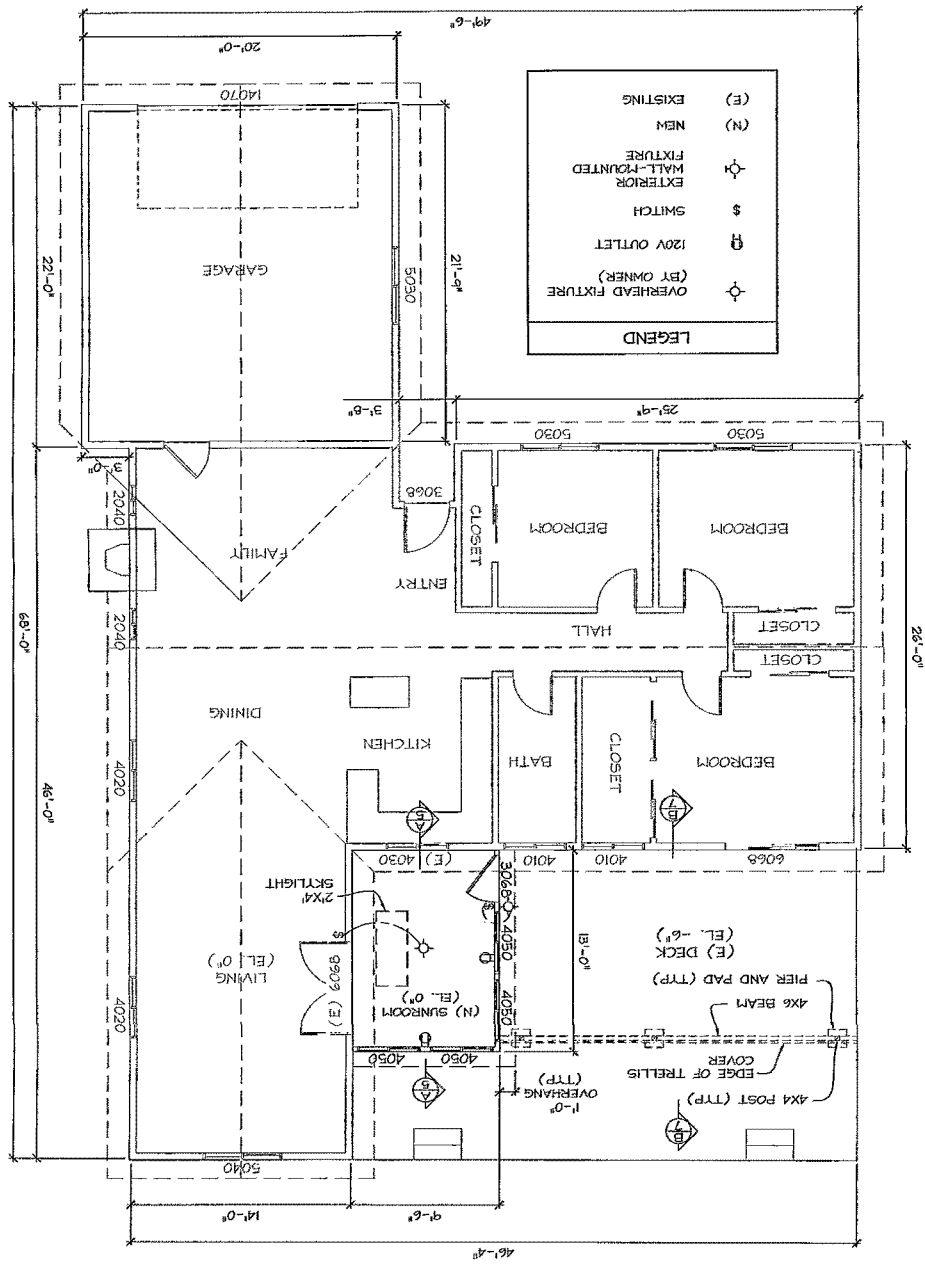 46'-4"
9'-6"
14'-0"
5040
B
7
4X4 POST (TYP)
EDGE OF TRELLIS
COVER
4X6 BEAM
PIER AND PAD (TYP)
(E) DECK
(EL. -6")
1'-0"
OVERHANG
(TYP)
A
5
4050
4050
(N) SUNROOM
(EL. 0")
4050
4050
3068
13'-0"
$
$
2'X4'
SKYLIGHT
(E) 6068
LIVING
(EL. 0")
4020
4020
6068
4010
4010
4030 (E)
B
7
A
5
BEDROOM
CLOSET
BATH
KITCHEN
DINING
46'-0"
68'-0"
26'-0"
CLOSET
CLOSET
HALL
2040
2040
BEDROOM
BEDROOM
CLOSET
ENTRY
FAMILY
3068
3'-0"
5030
5030
25'-9"
3'-8"
LEGEND
OVERHEAD FIXTURE
(BY OWNER)
120V OUTLET
$ SWITCH
EXTERIOR
WALL-MOUNTED
FIXTURE
(N) NEW
(E) EXISTING
21'-9"
5030
GARAGE
22'-0"
14070
20'-0"
49'-6"